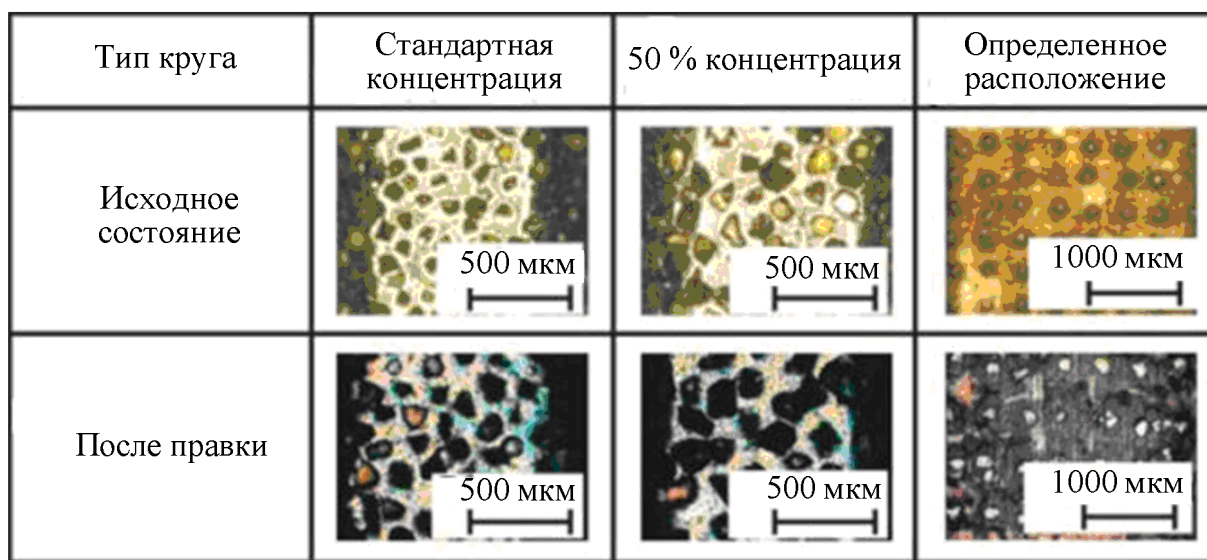 Тип круга
Стандартная
концентрация
50 % концентрация
Определенное
расположение
Исходное
состояние
500 мкм
500 мкм
1000 мкм
После правки
500 мкм
500 мкм
1000 мкм